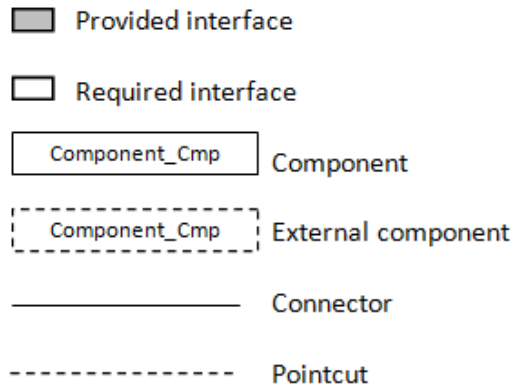 Provided interface
Required interface
Component_Cmp Component
Component_Cmp External component
Connector
Pointcut